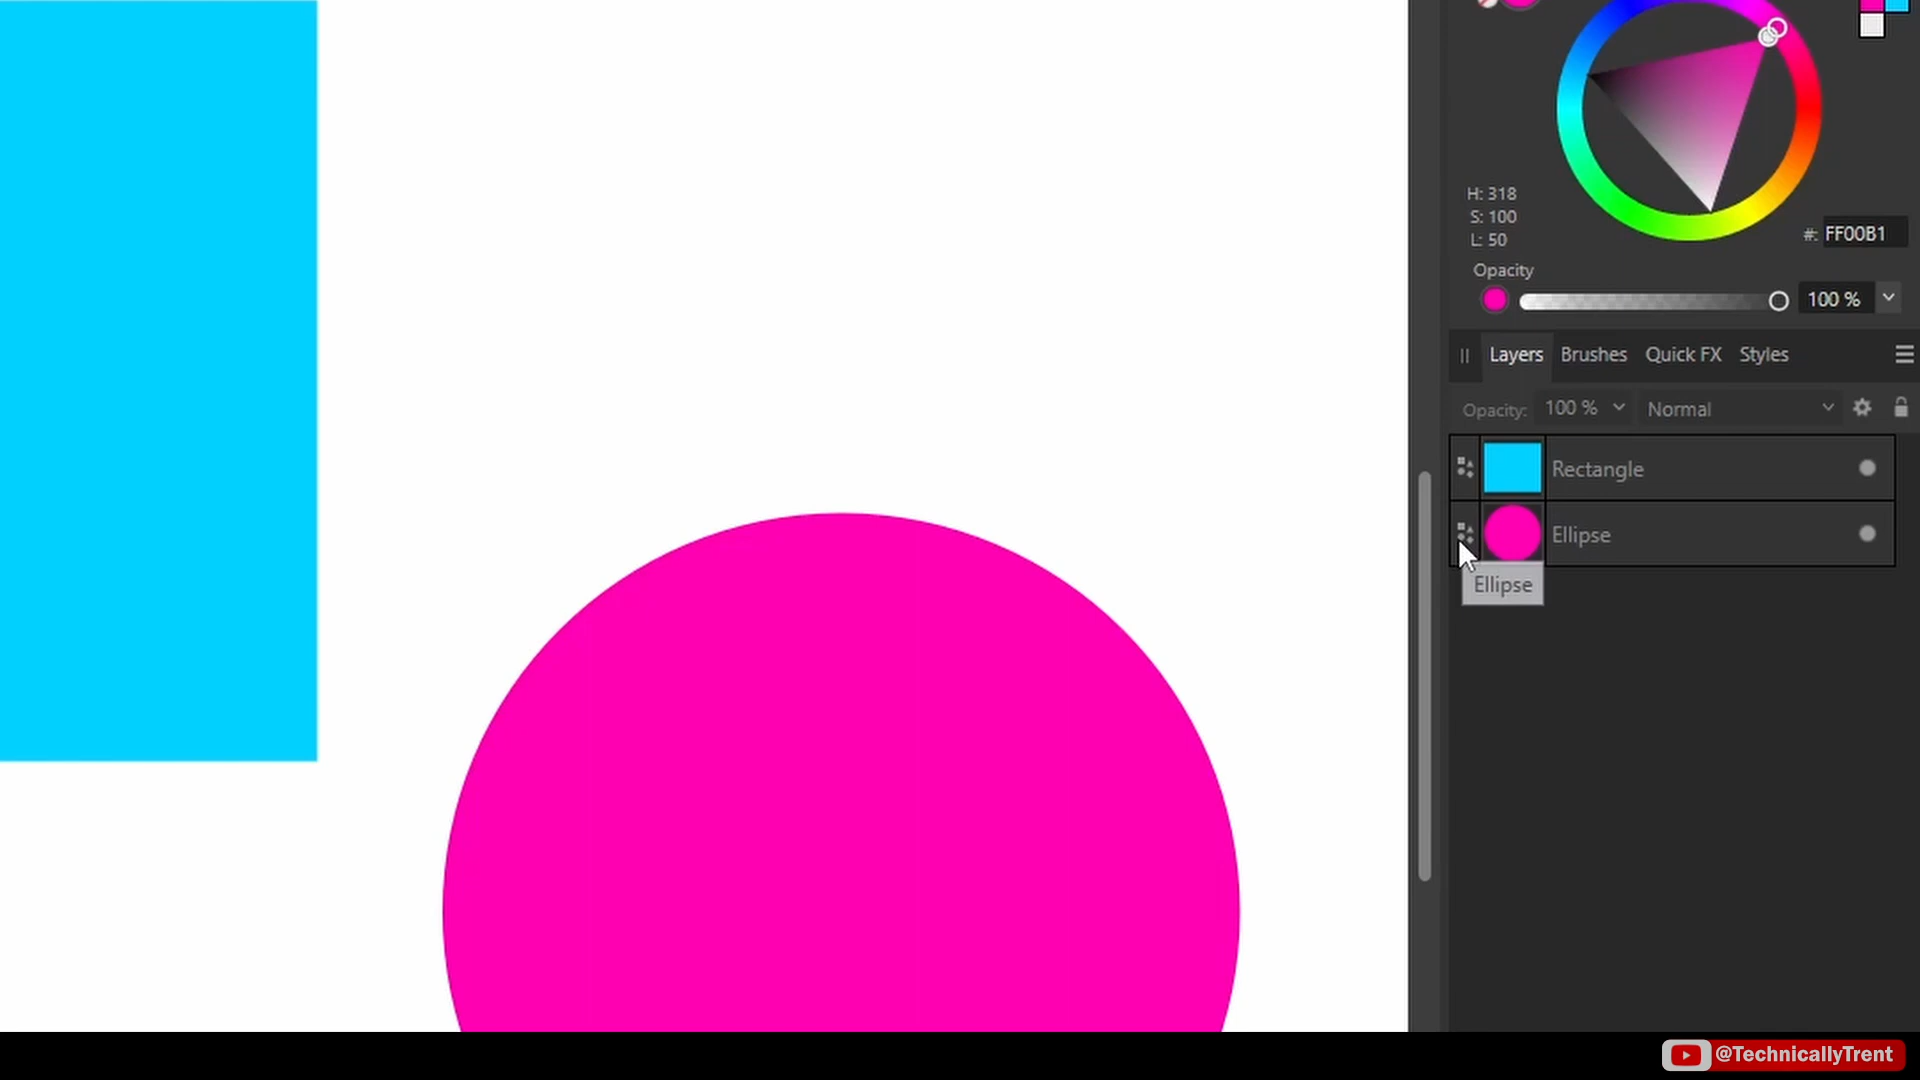 H: 318
S: 100
L: 50
#: FF00B1
Opacity
100 %
Layers Brushes Quick FX Styles
Opacity: 100 % Normal
Rectangle
Ellipse
Ellipse
@TechnicallyTrent